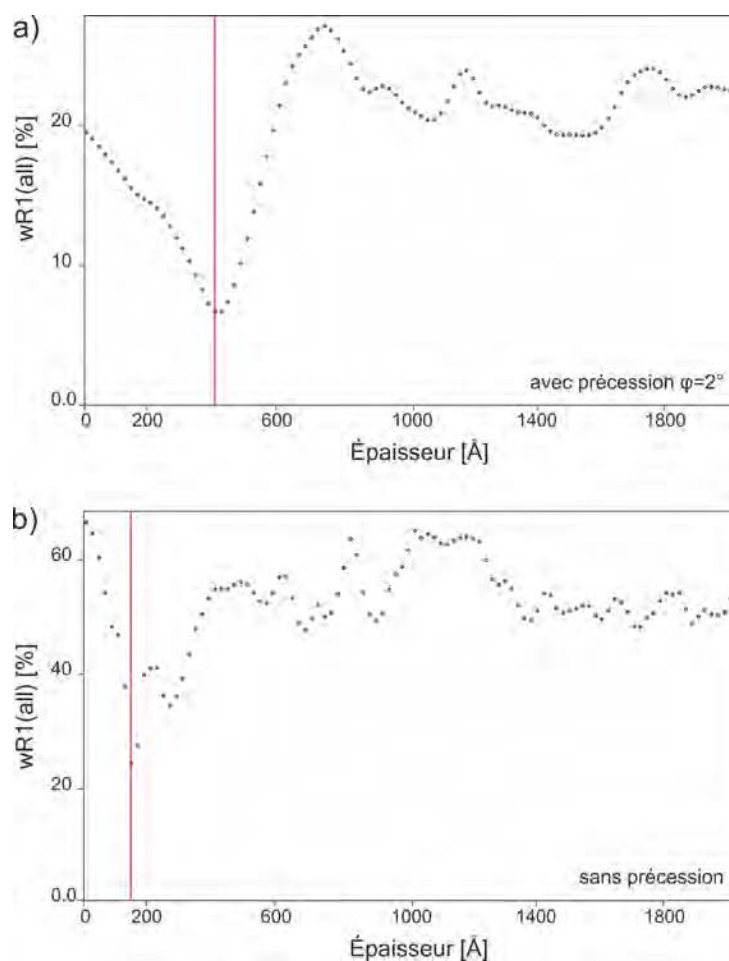 a)
wR1(all) [%]
20
10
0.0
0 200 600 1000 1400 1800
avec précession φ=2°
Épaisseur [Å]
b)
wR1(all) [%]
60
40
20
0.0
0 200 600 1000 1400 1800
sans précession
Épaisseur [Å]